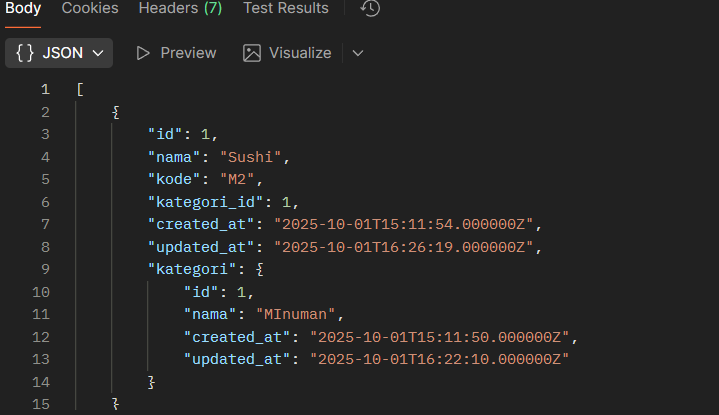 Body Cookies Headers (7) Test Results
{} JSON Preview Visualize
1 [
2 {
3 "id": 1,
4 "nama": "Sushi",
5 "kode": "M2",
6 "kategori_id": 1,
7 "created_at": "2025-10-01T15:11:54.000000Z",
8 "updated_at": "2025-10-01T16:26:19.000000Z",
9 "kategori": {
10 "id": 1,
11 "nama": "MInuman",
12 "created_at": "2025-10-01T15:11:50.000000Z",
13 "updated_at": "2025-10-01T16:22:10.000000Z"
14 }
15 }